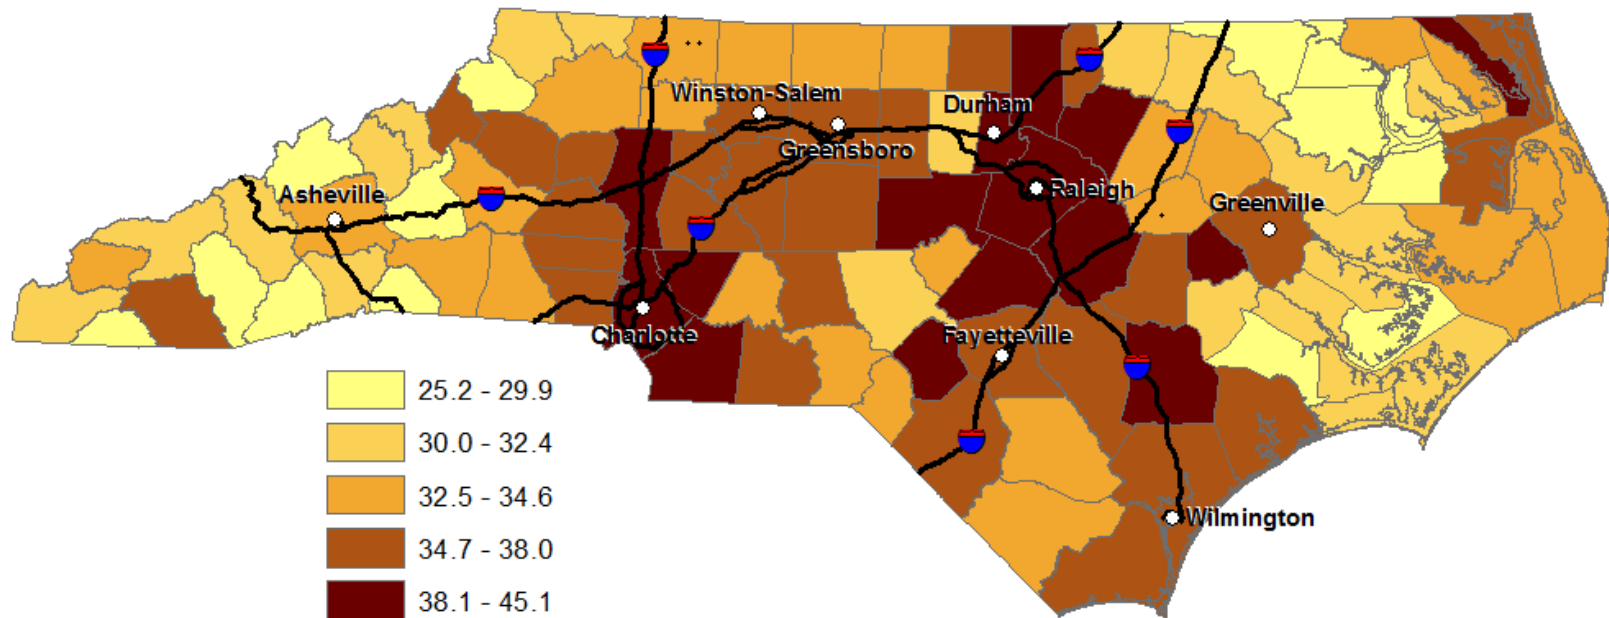 Winston-Salem
Durham
Greensboro
Asheville
Raleigh
Greenville
Charlotte
Fayetteville
25.2 - 29.9
30.0 - 32.4
32.5 - 34.6
34.7 - 38.0
38.1 - 45.1
Wilmington